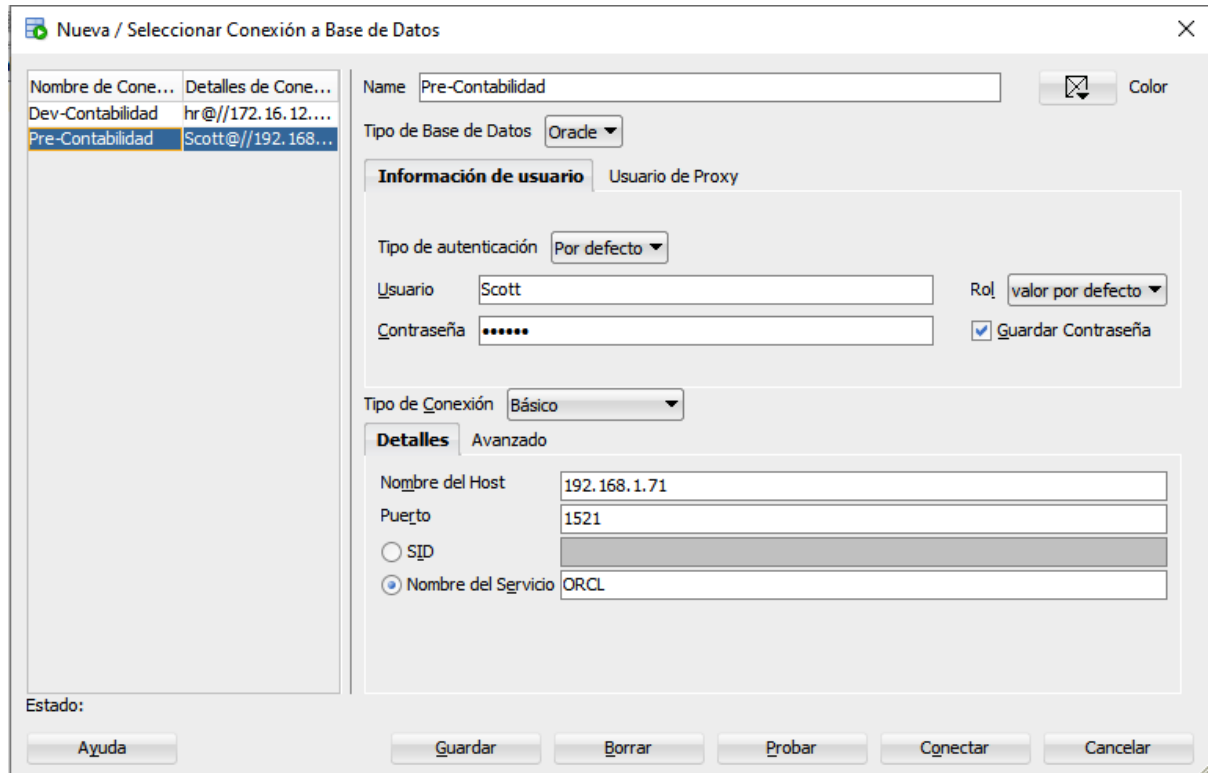 Nueva / Seleccionar Conexión a Base de Datos
Nombre de Cone... Detalles de Cone...
Dev-Contabilidad hr@//172.16.12....
Pre-Contabilidad Scott@//192.168...
Name Pre-Contabilidad Color
Tipo de Base de Datos Oracle
Información de usuario Usuario de Proxy
Tipo de autenticación Por defecto
Usuario Scott Rol valor por defecto
Contraseña •••••• Guardar Contraseña
Tipo de Conexión Básico
Detalles Avanzado
Nombre del Host 192.168.1.71
Puerto 1521
SID
Nombre del Servicio ORCL
Estado:
Ayuda Guardar Borrar Probar Conectar Cancelar